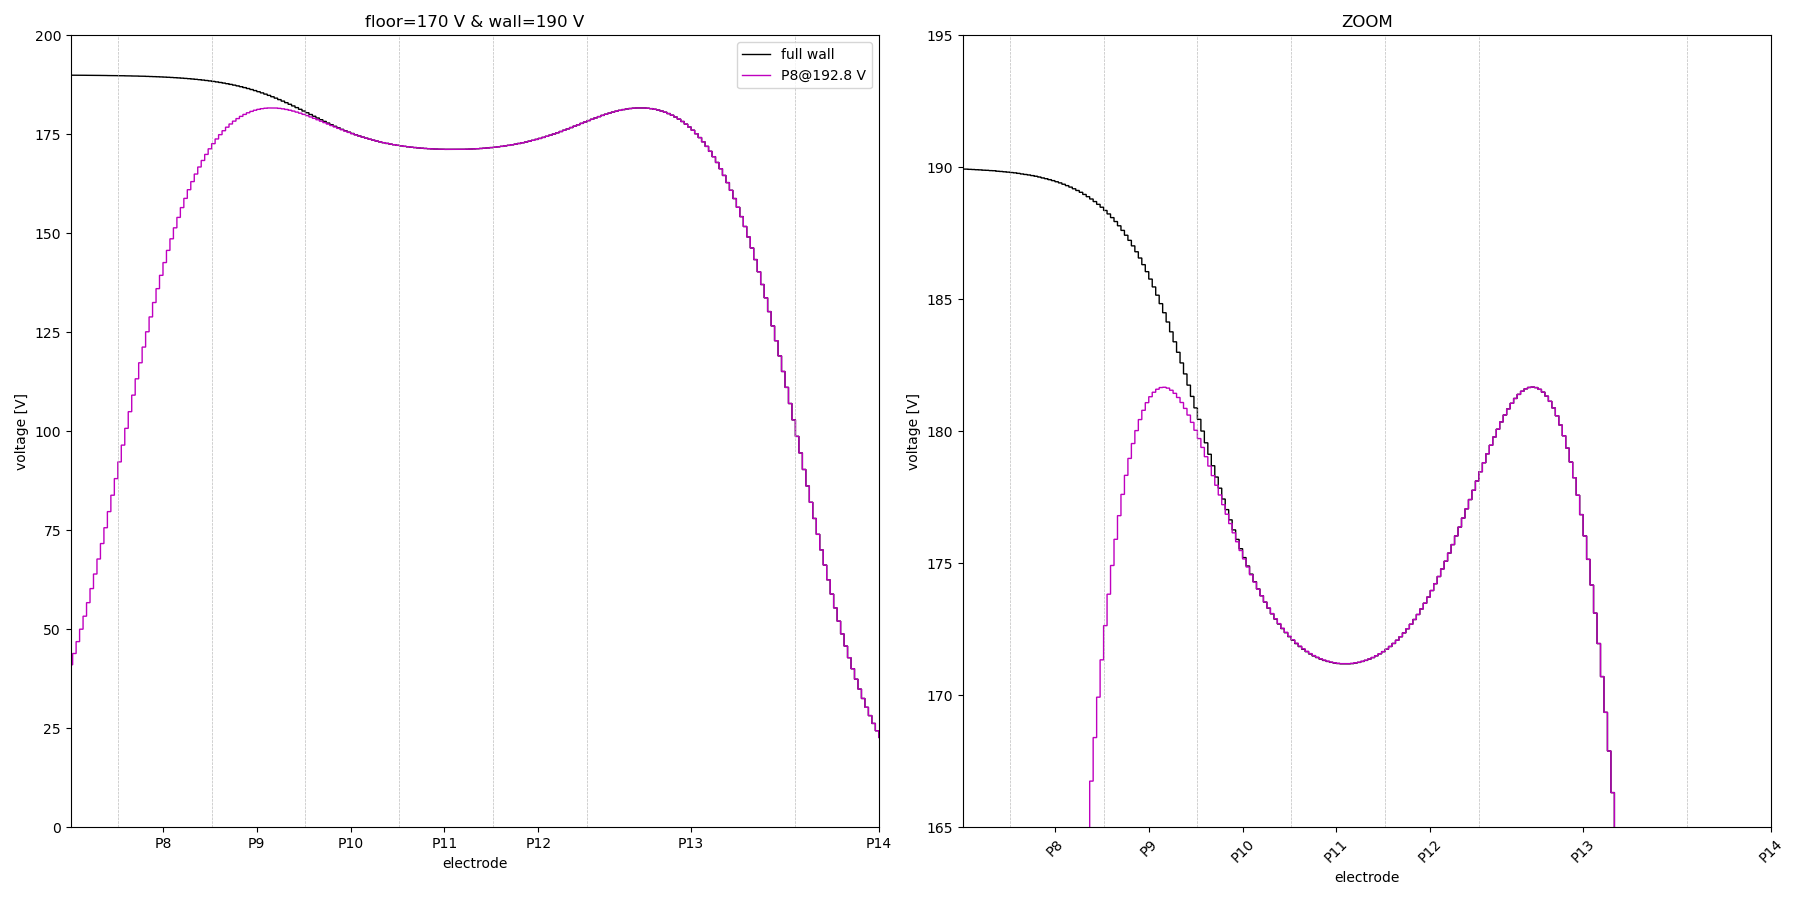 floor=170 V & wall=190 V
full wall
P8@192.8 V
voltage [V]
200
175
150
125
100
75
50
25
0
P8 P9 P10 P11 P12 P13 P14
electrode
ZOOM
voltage [V]
195
190
185
180
175
170
165
P8 P9 P10 P11 P12 P13 P14
electrode